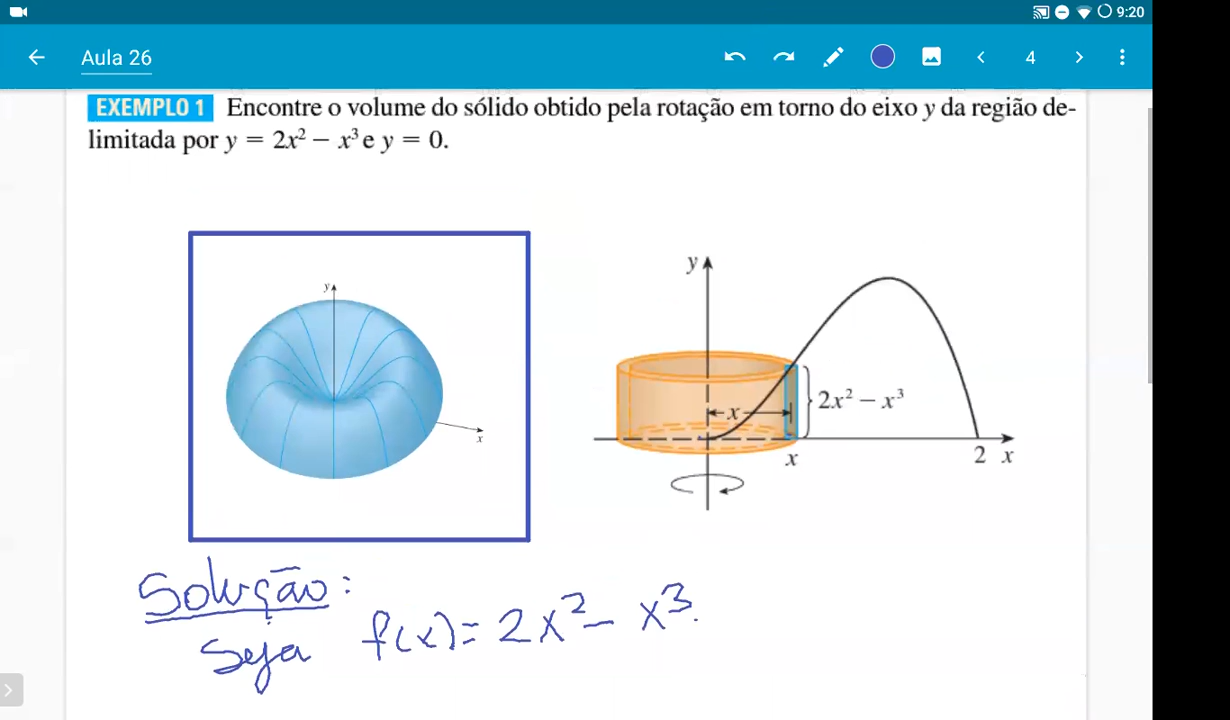 9:20
Aula 26
4
EXEMPLO 1 Encontre o volume do sólido obtido pela rotação em torno do eixo y da região de-
limitada por y = 2x² – x³ e y = 0.
y
x
y
x
2x² – x³
x
2 x
Solução:
Seja f(x) = 2x² – x³.